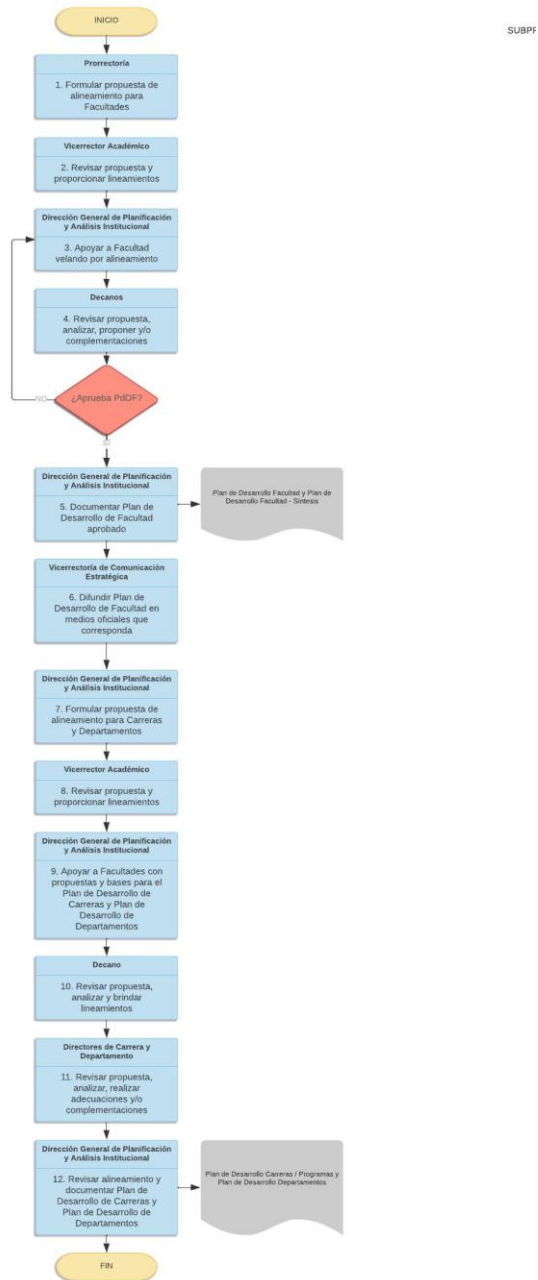 INICIO
SUBPR
Prorrectoría
1. Formular propuesta de
alineamiento para
Facultades
Vicerrector Académico
2. Revisar propuesta y
proporcionar lineamientos
Dirección General de Planificación
y Análisis Institucional
3. Apoyar a Facultad
velando por alineamiento
Decanos
4. Revisar propuesta,
analizar, proponer y/o
complementaciones
¿Aprueba PdDF?
NO
SI
Dirección General de Planificación
y Análisis Institucional
5. Documentar Plan de
Desarrollo de Facultad
aprobado
Plan de Desarrollo Facultad y Plan de
Desarrollo Facultad - Síntesis
Vicerrectoría de Comunicación
Estratégica
6. Difundir Plan de
Desarrollo de Facultad en
medios oficiales que
corresponda
Dirección General de Planificación
y Análisis Institucional
7. Formular propuesta de
alineamiento para Carreras
y Departamentos
Vicerrector Académico
8. Revisar propuesta y
proporcionar lineamientos
Dirección General de Planificación
y Análisis Institucional
9. Apoyar a Facultades con
propuestas y bases para el
Plan de Desarrollo de
Carreras y Plan de
Desarrollo de
Departamentos
Decano
10. Revisar propuesta,
analizar y brindar
lineamientos
Directores de Carrera y
Departamento
11. Revisar propuesta,
analizar, realizar
adecuaciones y/o
complementaciones
Dirección General de Planificación
y Análisis Institucional
12. Revisar alineamiento y
documentar Plan de
Desarrollo de Carreras y
Plan de Desarrollo de
Departamentos
Plan de Desarrollo Carreras / Programas y
Plan de Desarrollo Departamentos
FIN